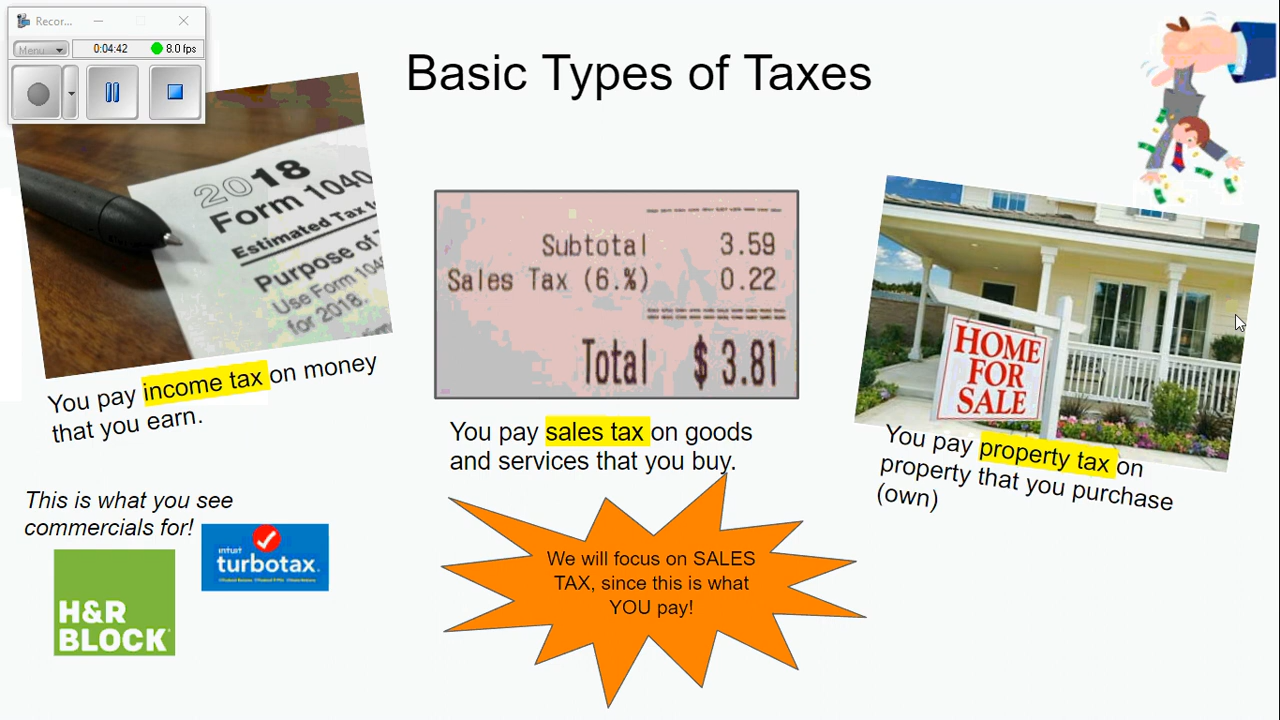 Recor...
Menu
0:04:42
8.0 fps
Basic Types of Taxes
2018
Form 1040
Estimated Tax
Purpose of
Use Form 104
for 2018.
Subtotal 3.59
Sales Tax (6.%) 0.22
Total $ 3.81
HOME
FOR
SALE
You pay income tax on money
that you earn.
You pay sales tax on goods
and services that you buy.
You pay property tax on
property that you purchase
(own)
This is what you see
commercials for!
intuit
turbotax.
H&R
BLOCK
We will focus on SALES
TAX, since this is what
YOU pay!